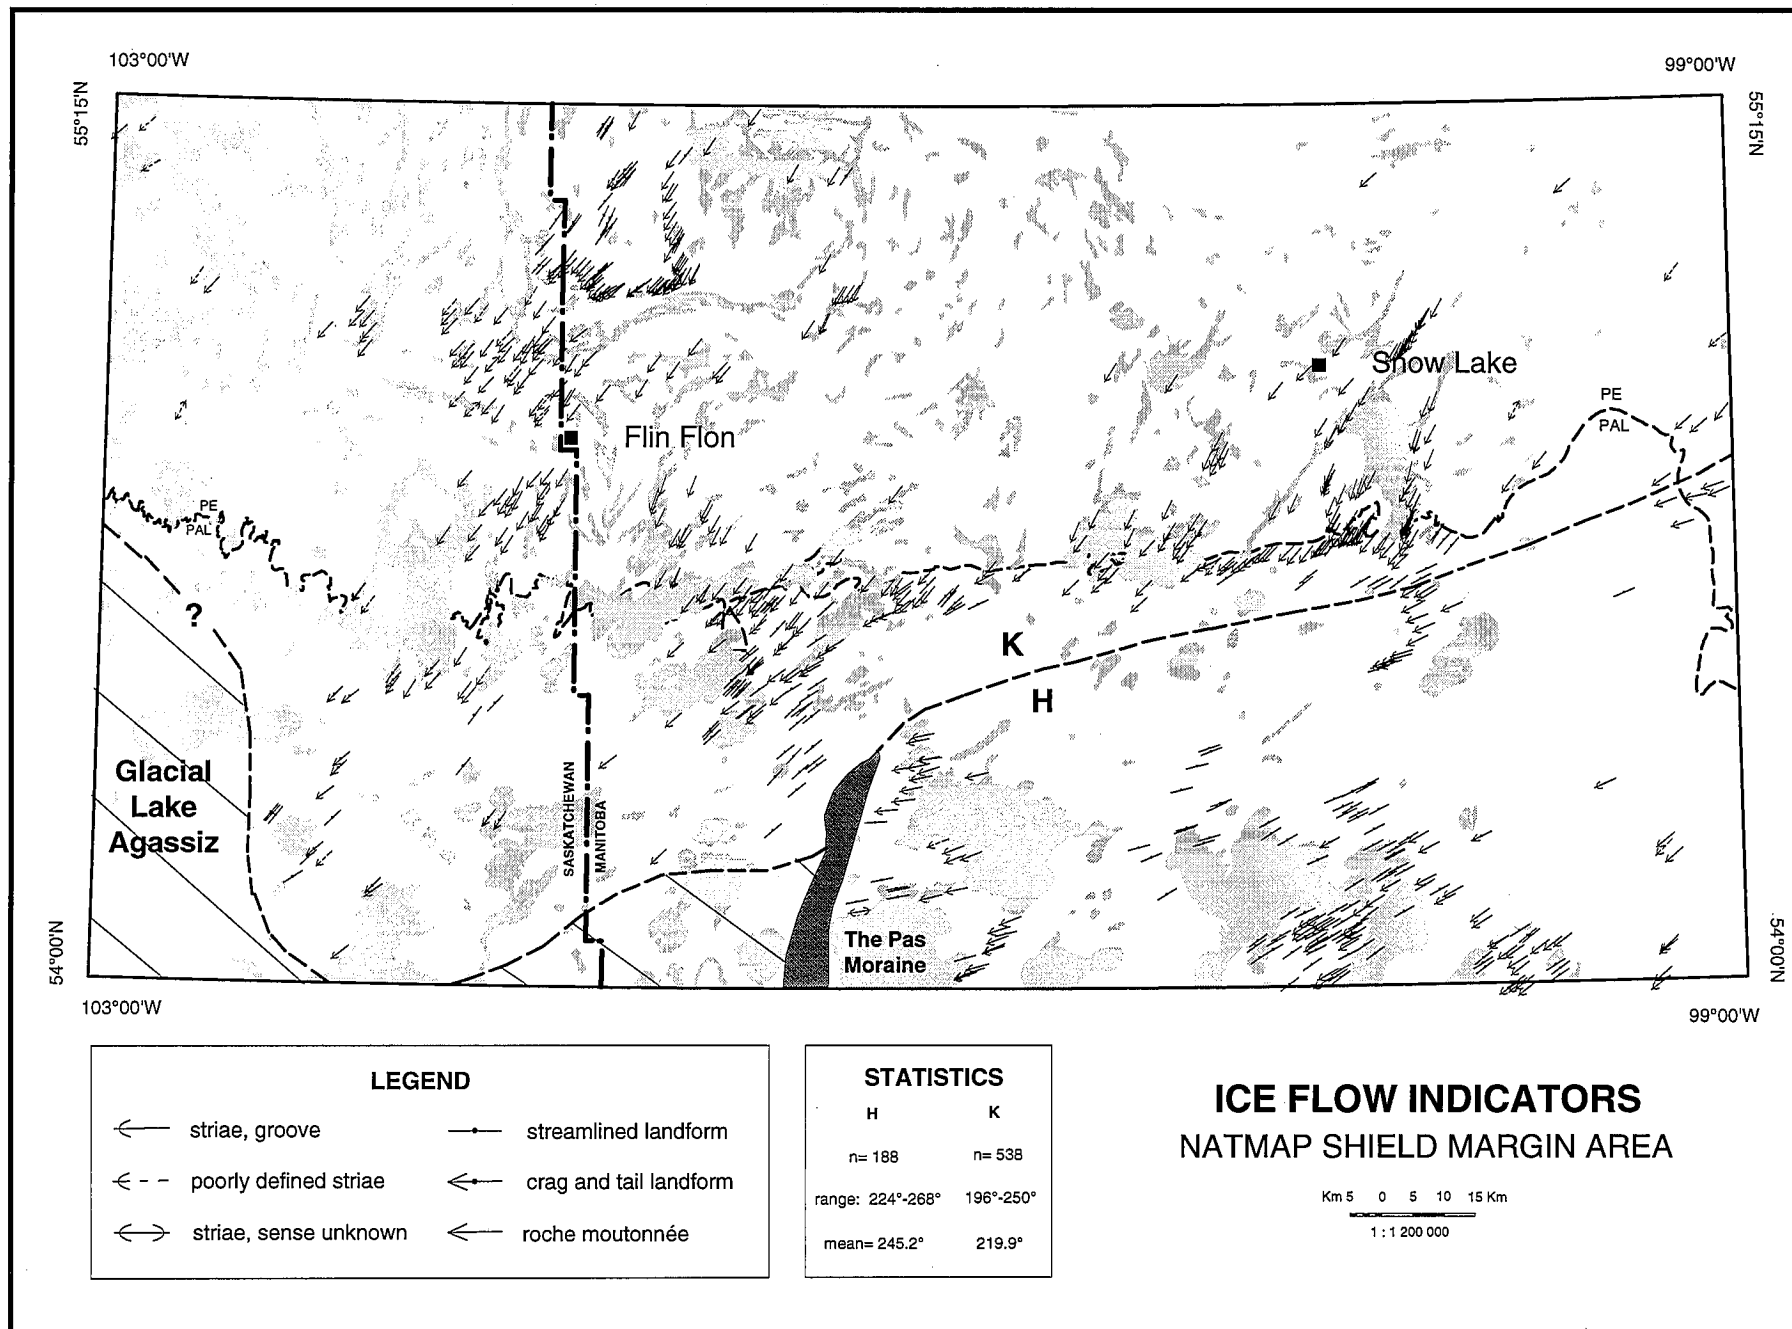 103°00'W
99°00'W
55°15'N
55°15'N
Snow Lake
PE
PAL
Flin Flon
PE
PAL
?
K
H
Glacial
Lake
Agassiz
SASKATCHEWAN
MANITOBA
The Pas
Moraine
54°00'N
54°00'N
103°00'W
99°00'W
LEGEND
striae, groove
streamlined landform
poorly defined striae
crag and tail landform
striae, sense unknown
roche moutonnée
STATISTICS
H K
n= 188 n= 538
range: 224°-268° 196°-250°
mean= 245.2° 219.9°
ICE FLOW INDICATORS
NATMAP SHIELD MARGIN AREA
Km 5 0 5 10 15 Km
1 : 1 200 000